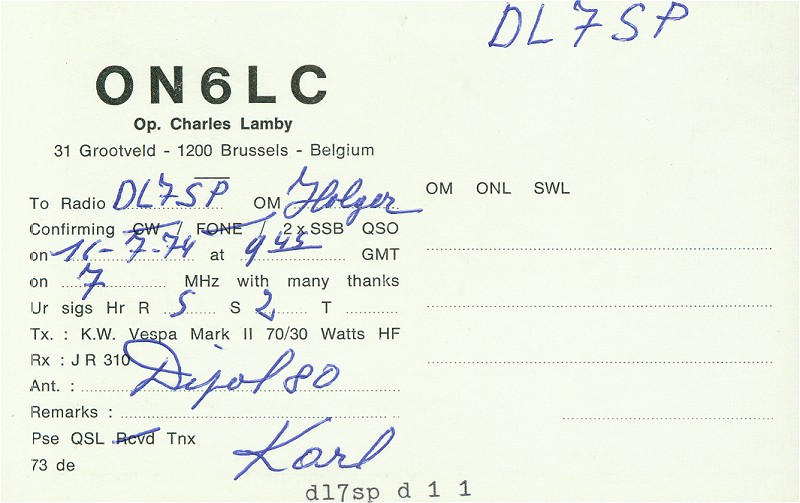 DL7SP
ON6LC
Op. Charles Lamby
31 Grootveld - 1200 Brussels - Belgium
To Radio DL7SP OM Holger
OM ONL SWL
Confirming CW / FONE / 2 x SSB QSO
on 16-7-74 at 9 45 GMT
on 7 MHz with many thanks
Ur sigs Hr R 5 S 2 T
Tx. : K.W. Vespa Mark II 70/30 Watts HF
Rx : JR 310
Ant. : Dipol 80
Remarks :
Pse QSL Rcvd Tnx
73 de Karl
dl7sp d 1 1